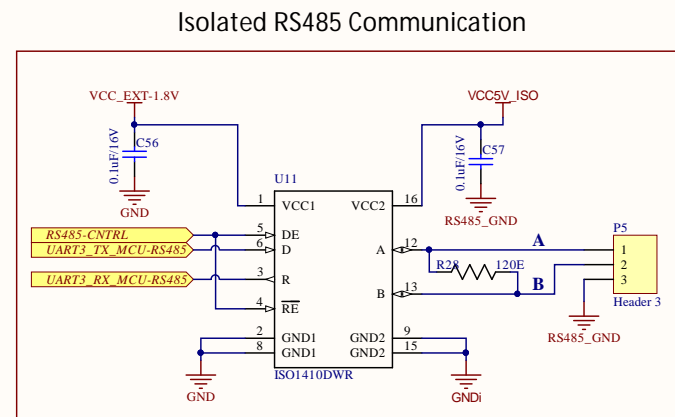 Isolated RS485 Communication
VCC_EXT-1.8V
VCC5V_ISO
C56
0.1uF/16V
GND
C57
0.1uF/16V
RS485_GND
U11
1 VCC1
VCC2 16
RS485-CNTRL
5 DE
UART3_TX_MCU-RS485
6 D
A 12
UART3_RX_MCU-RS485
3 R
4 RE
B 13
2 GND1
GND2 9
8 GND1
GND2 15
ISO1410DWR
GND
GNDi
R28 120E
A
B
P5
1
2
3
Header 3
RS485_GND